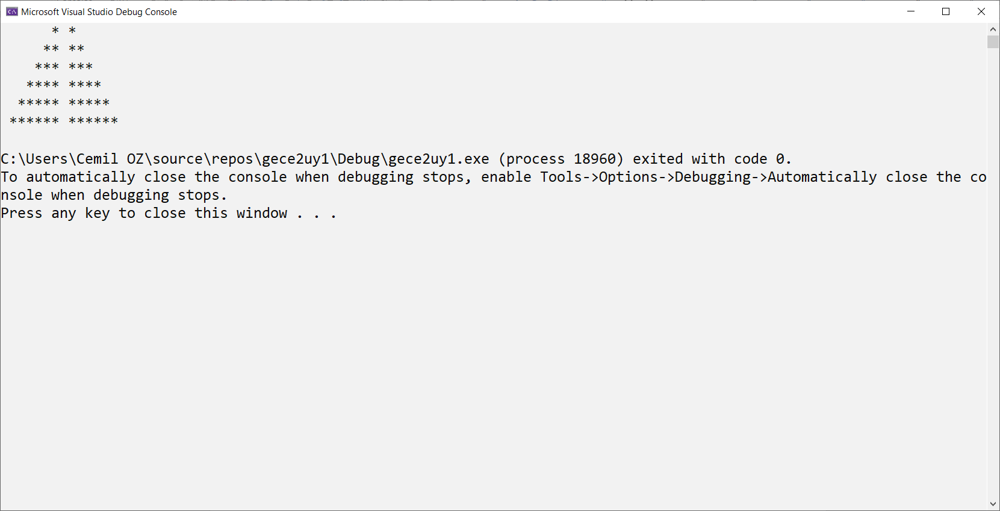 Microsoft Visual Studio Debug Console
      * *
     ** **
    *** ***
   **** ****
  ***** *****
 ****** ******
C:\Users\Cemil OZ\source\repos\gece2uy1\Debug\gece2uy1.exe (process 18960) exited with code 0.
To automatically close the console when debugging stops, enable Tools->Options->Debugging->Automatically close the co
nsole when debugging stops.
Press any key to close this window . . .